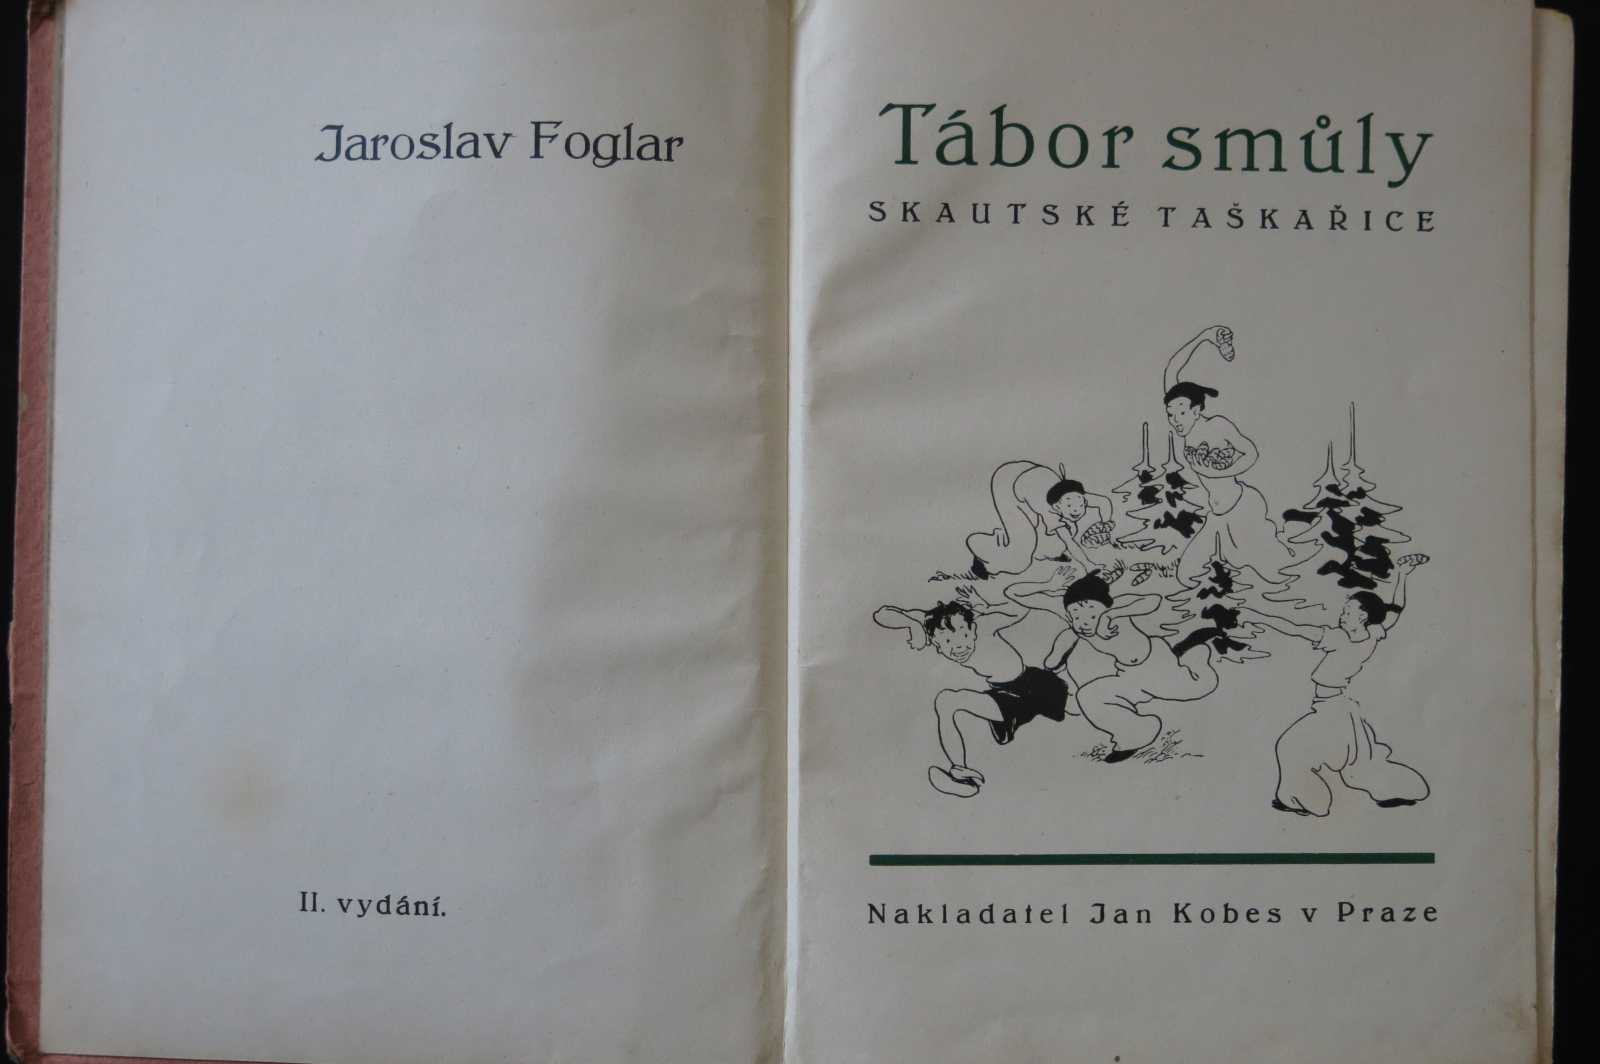 Jaroslav Foglar
II. vydání.
Tábor smůly
SKAUTSKÉ TAŠKAŘICE
Nakladatel Jan Kobes v Praze